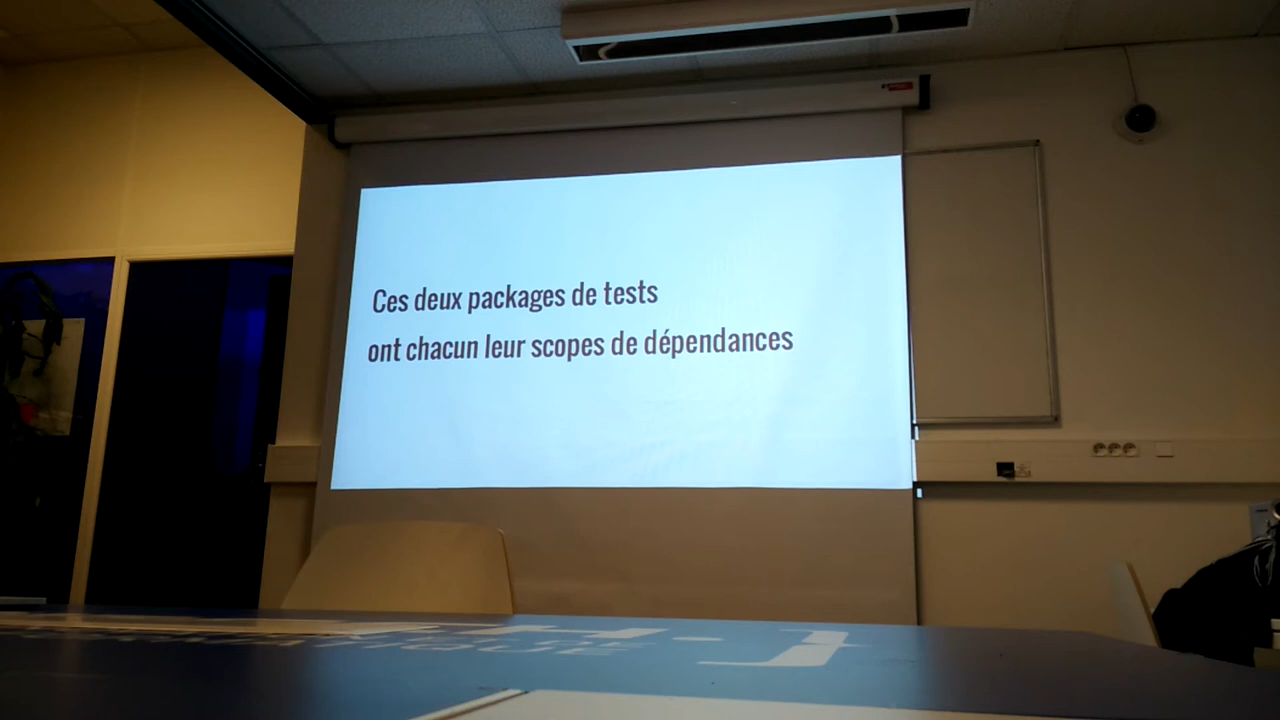 Ces deux packages de tests
ont chacun leur scopes de dépendances